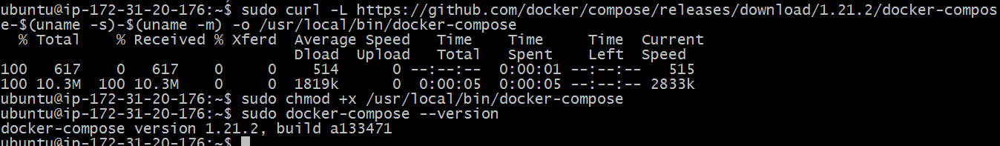 ubuntu@ip-172-31-20-176:~$ sudo curl -L https://github.com/docker/compose/releases/download/1.21.2/docker-compos
e-$(uname -s)-$(uname -m) -o /usr/local/bin/docker-compose
  % Total    % Received % Xferd  Average Speed   Time    Time     Time  Current
                                 Dload  Upload   Total   Spent    Left  Speed
100   617    0   617    0     0    514      0 --:--:--  0:00:01 --:--:--   515
100 10.3M  100 10.3M    0     0  1819k      0  0:00:05  0:00:05 --:--:-- 2833k
ubuntu@ip-172-31-20-176:~$ sudo chmod +x /usr/local/bin/docker-compose
ubuntu@ip-172-31-20-176:~$ sudo docker-compose --version
docker-compose version 1.21.2, build a133471
ubuntu@ip-172-31-20-176:~$